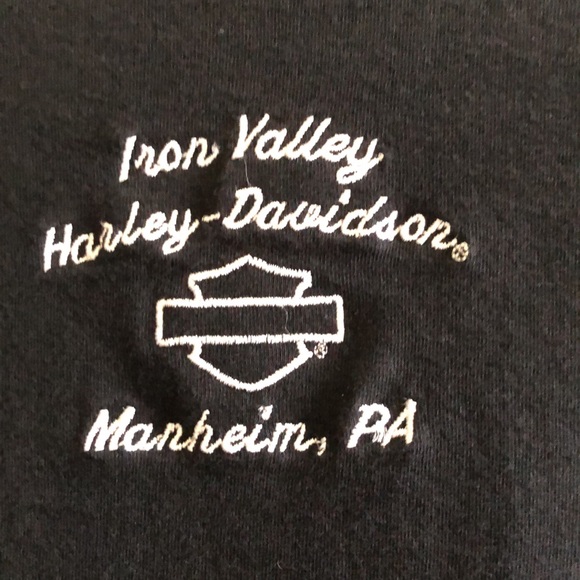 Iron Valley
Harley-Davidson®
®
Manheim, PA